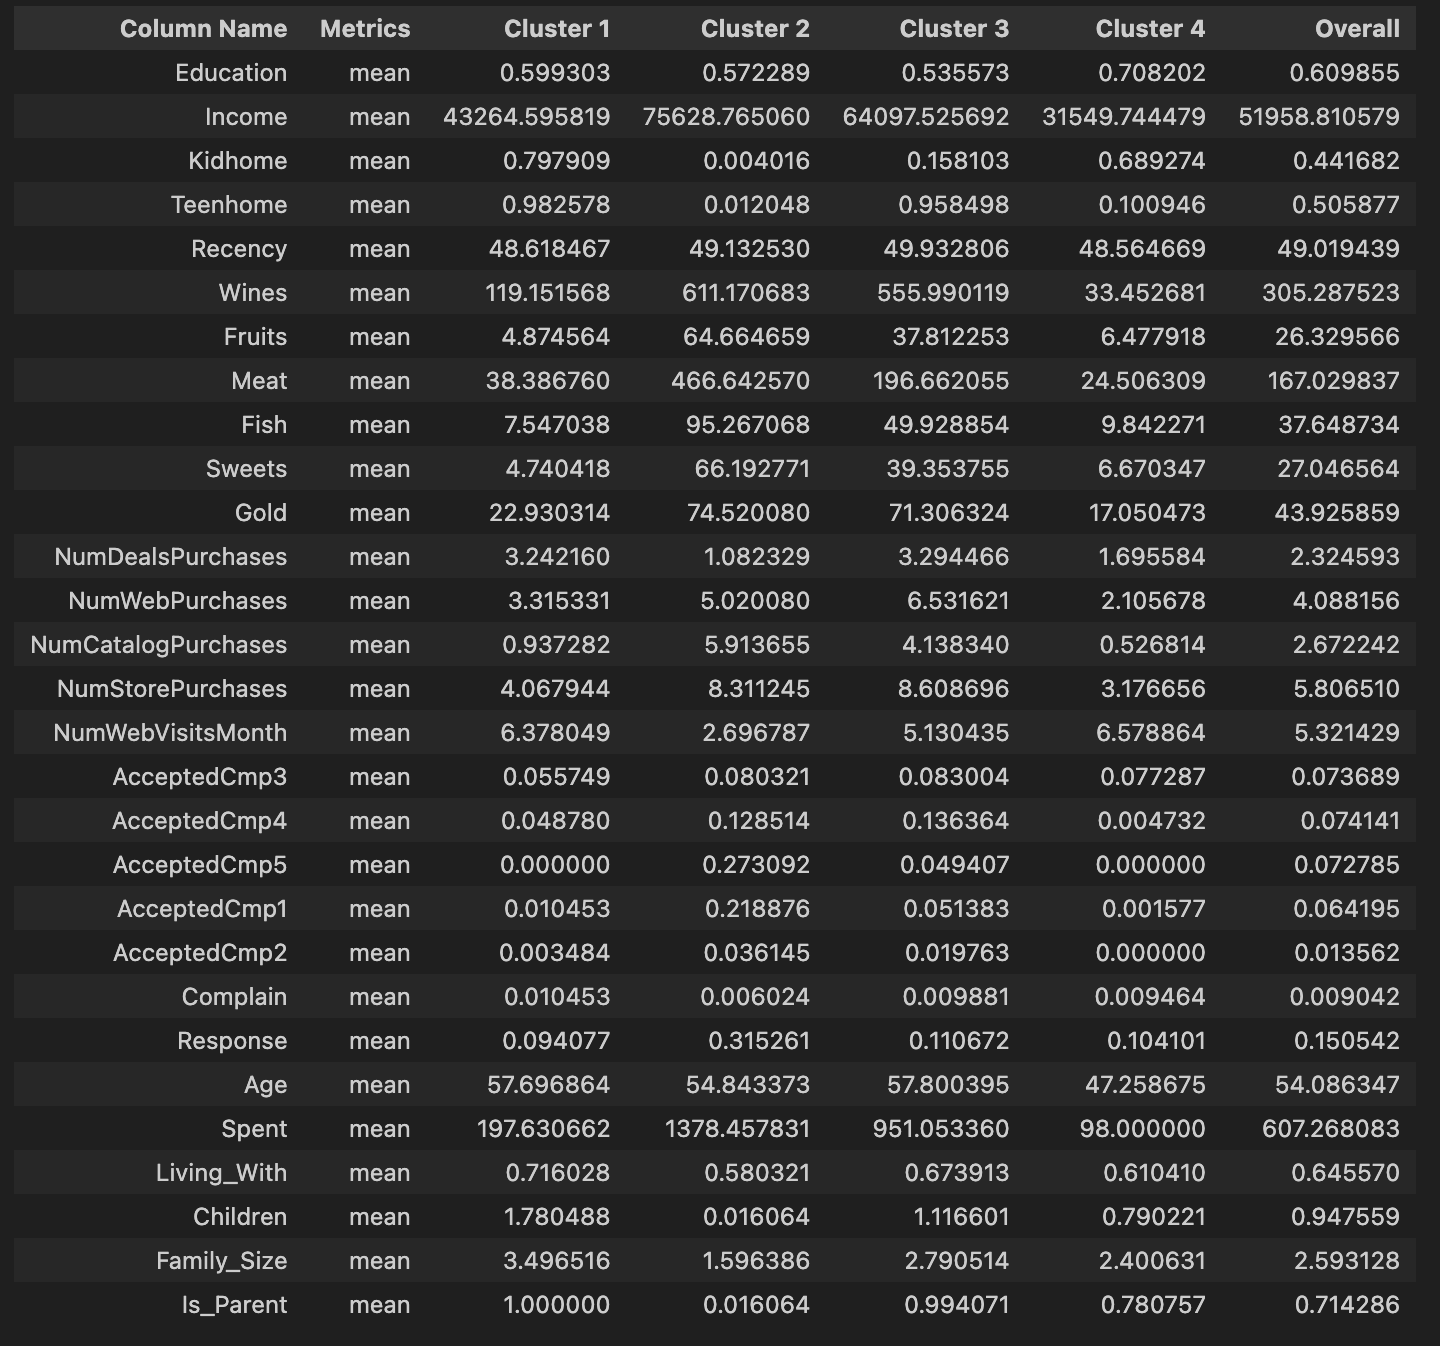 Column Name Metrics Cluster 1 Cluster 2 Cluster 3 Cluster 4 Overall
Education mean 0.599303 0.572289 0.535573 0.708202 0.609855
Income mean 43264.595819 75628.765060 64097.525692 31549.744479 51958.810579
Kidhome mean 0.797909 0.004016 0.158103 0.689274 0.441682
Teenhome mean 0.982578 0.012048 0.958498 0.100946 0.505877
Recency mean 48.618467 49.132530 49.932806 48.564669 49.019439
Wines mean 119.151568 611.170683 555.990119 33.452681 305.287523
Fruits mean 4.874564 64.664659 37.812253 6.477918 26.329566
Meat mean 38.386760 466.642570 196.662055 24.506309 167.029837
Fish mean 7.547038 95.267068 49.928854 9.842271 37.648734
Sweets mean 4.740418 66.192771 39.353755 6.670347 27.046564
Gold mean 22.930314 74.520080 71.306324 17.050473 43.925859
NumDealsPurchases mean 3.242160 1.082329 3.294466 1.695584 2.324593
NumWebPurchases mean 3.315331 5.020080 6.531621 2.105678 4.088156
NumCatalogPurchases mean 0.937282 5.913655 4.138340 0.526814 2.672242
NumStorePurchases mean 4.067944 8.311245 8.608696 3.176656 5.806510
NumWebVisitsMonth mean 6.378049 2.696787 5.130435 6.578864 5.321429
AcceptedCmp3 mean 0.055749 0.080321 0.083004 0.077287 0.073689
AcceptedCmp4 mean 0.048780 0.128514 0.136364 0.004732 0.074141
AcceptedCmp5 mean 0.000000 0.273092 0.049407 0.000000 0.072785
AcceptedCmp1 mean 0.010453 0.218876 0.051383 0.001577 0.064195
AcceptedCmp2 mean 0.003484 0.036145 0.019763 0.000000 0.013562
Complain mean 0.010453 0.006024 0.009881 0.009464 0.009042
Response mean 0.094077 0.315261 0.110672 0.104101 0.150542
Age mean 57.696864 54.843373 57.800395 47.258675 54.086347
Spent mean 197.630662 1378.457831 951.053360 98.000000 607.268083
Living_With mean 0.716028 0.580321 0.673913 0.610410 0.645570
Children mean 1.780488 0.016064 1.116601 0.790221 0.947559
Family_Size mean 3.496516 1.596386 2.790514 2.400631 2.593128
Is_Parent mean 1.000000 0.016064 0.994071 0.780757 0.714286